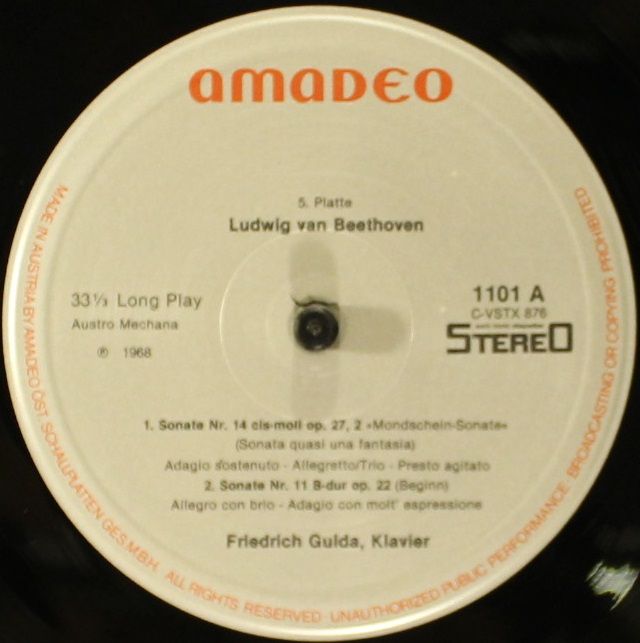 amadeo
5. Platte
Ludwig van Beethoven
33⅓ Long Play
Austro Mechana
℗ 1968
1101 A
C-VSTX 876
STEREO
1. Sonate Nr. 14 cis-moll op. 27, 2 »Mondschein-Sonate«
(Sonata quasi una fantasia)
Adagio sostenuto - Allegretto/Trio - Presto agitato
2. Sonate Nr. 11 B-dur op. 22 (Beginn)
Allegro con brio - Adagio con molt' espressione
Friedrich Gulda, Klavier
MADE IN AUSTRIA BY AMADEO ÖST. SCHALLPLATTEN GES.M.B.H. ALL RIGHTS RESERVED UNAUTHORIZED PUBLIC PERFORMANCE BROADCASTING OR COPYING PROHIBITED